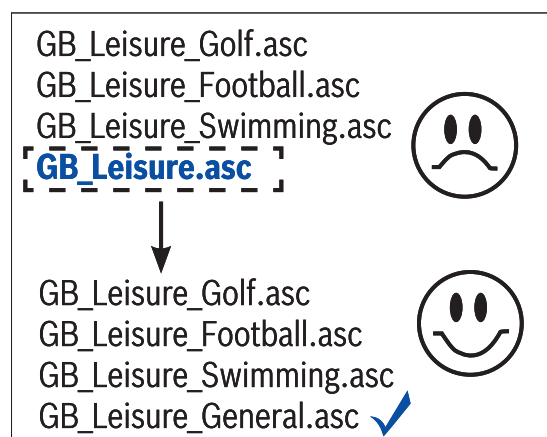 GB_Leisure_Golf.asc
GB_Leisure_Football.asc
GB_Leisure_Swimming.asc
GB_Leisure.asc
GB_Leisure_Golf.asc
GB_Leisure_Football.asc
GB_Leisure_Swimming.asc
GB_Leisure_General.asc